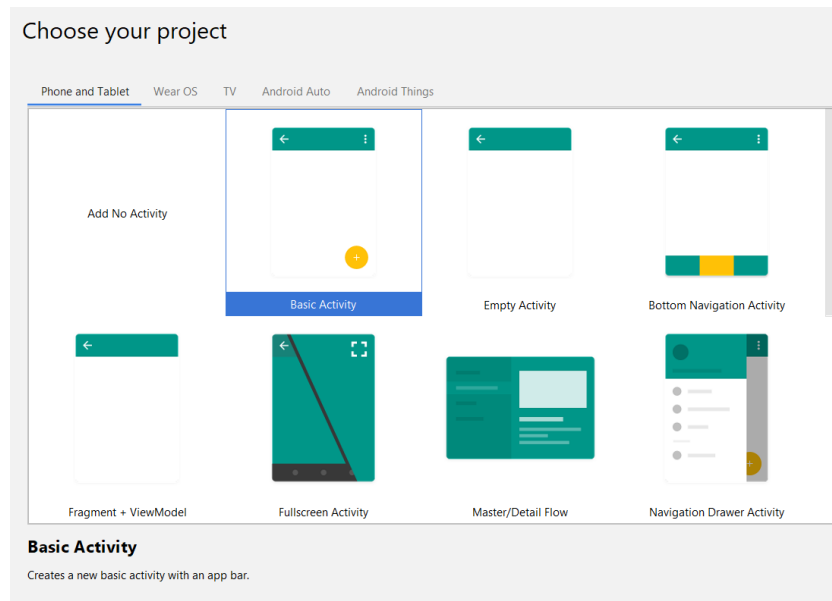 Choose your project
Phone and Tablet Wear OS TV Android Auto Android Things
Add No Activity
Basic Activity Empty Activity Bottom Navigation Activity
Fragment + ViewModel Fullscreen Activity Master/Detail Flow Navigation Drawer Activity
Basic Activity
Creates a new basic activity with an app bar.